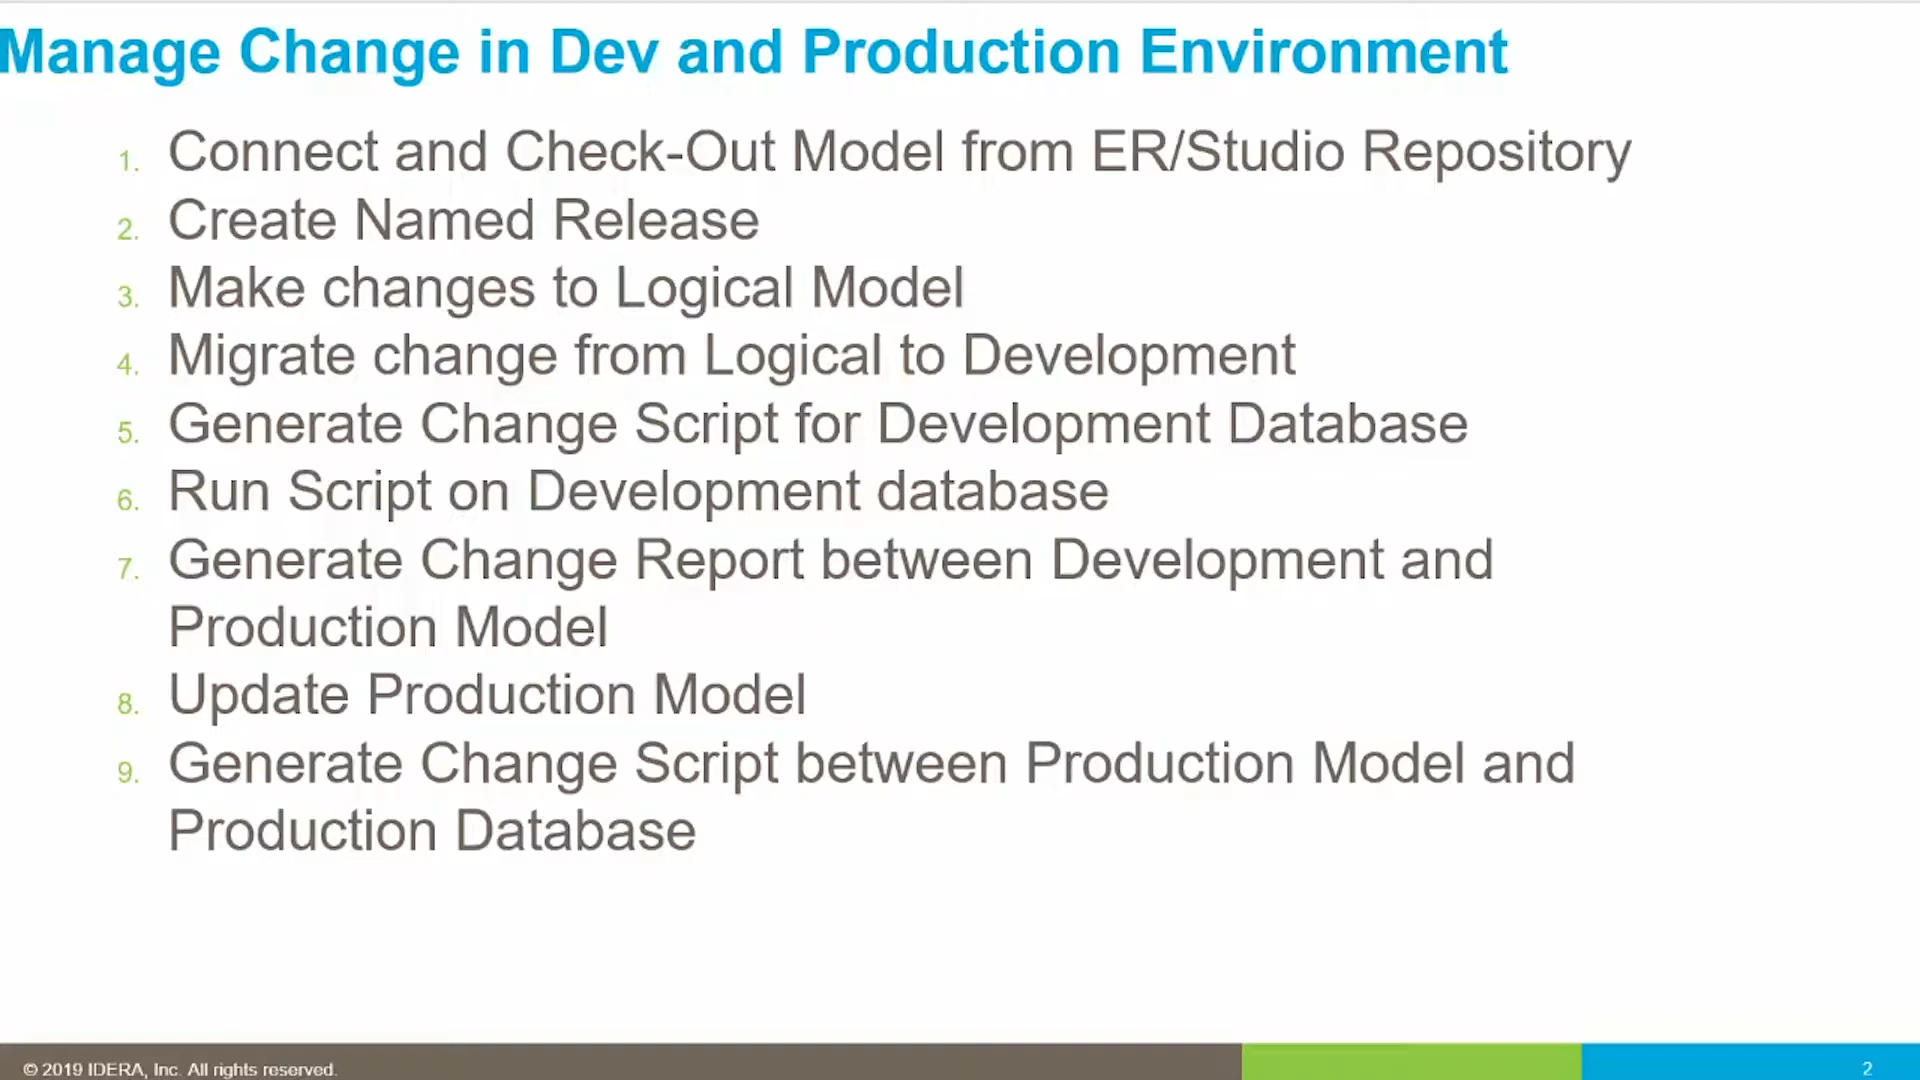 Manage Change in Dev and Production Environment
1. Connect and Check-Out Model from ER/Studio Repository
2. Create Named Release
3. Make changes to Logical Model
4. Migrate change from Logical to Development
5. Generate Change Script for Development Database
6. Run Script on Development database
7. Generate Change Report between Development and
Production Model
8. Update Production Model
9. Generate Change Script between Production Model and
Production Database
© 2019 IDERA, Inc. All rights reserved.
2